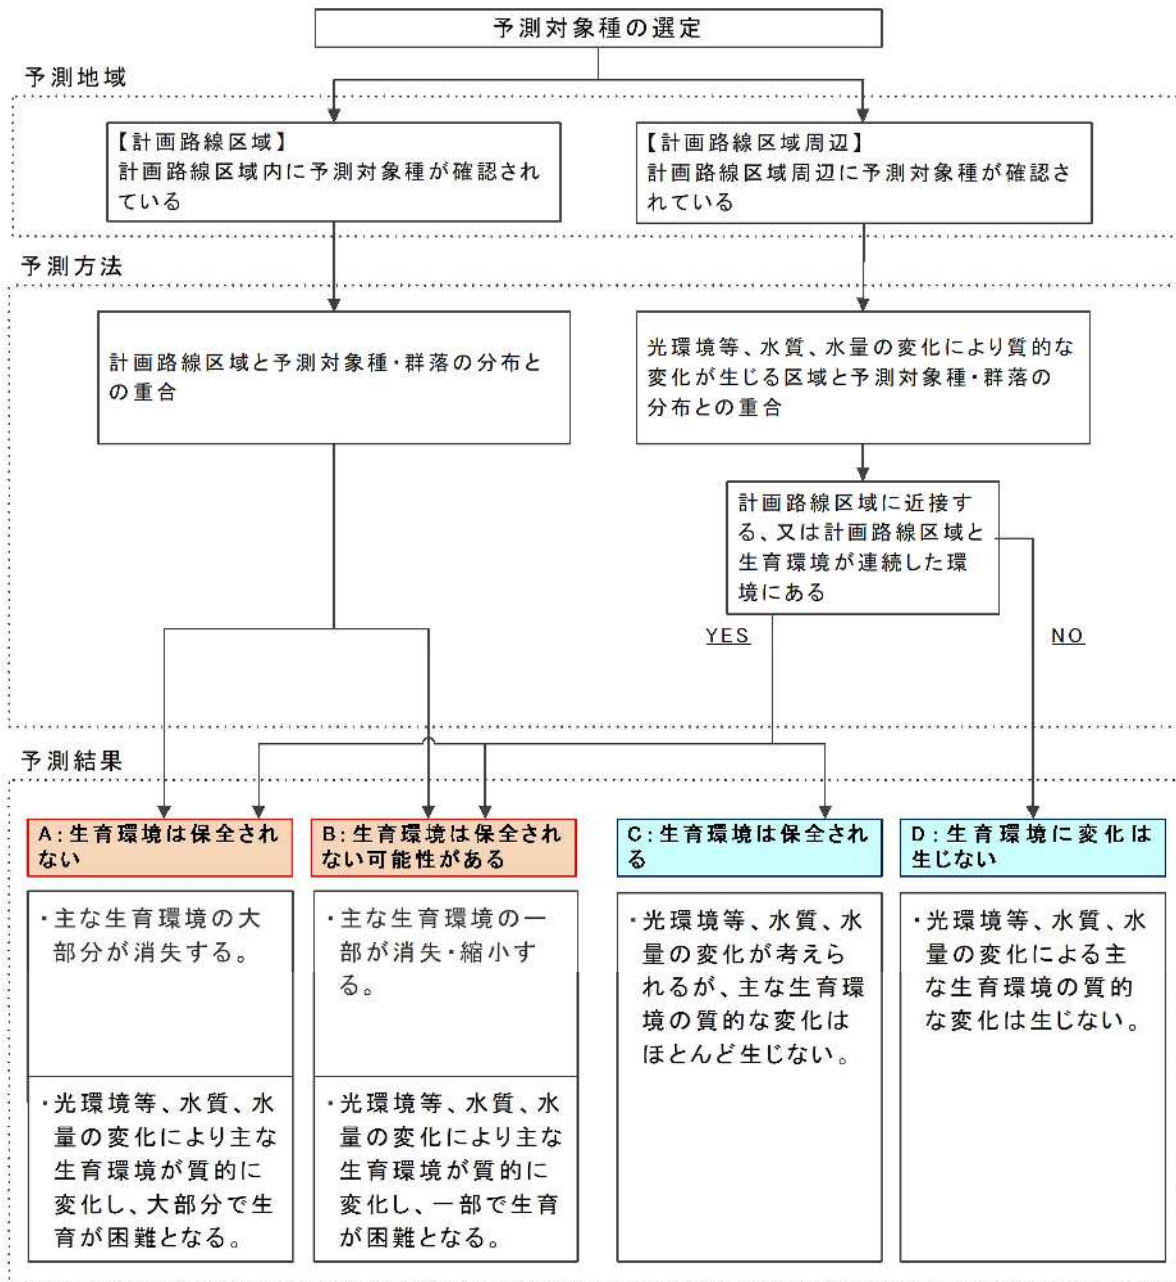 予測対象種の選定
予測地域
【計画路線区域】
計画路線区域内に予測対象種が確認され
ている
【計画路線区域周辺】
計画路線区域周辺に予測対象種が確認さ
れている
予測方法
計画路線区域と予測対象種・群落の分布と
の重合
光環境等、水質、水量の変化により質的な
変化が生じる区域と予測対象種・群落の
分布との重合
計画路線区域に近接す
る、又は計画路線区域と
生育環境が連続した環
境にある
YES
NO
予測結果
A:生育環境は保全され
ない
・主な生育環境の大
部分が消失する。
・光環境等、水質、水
量の変化により主な
生育環境が質的に
変化し、大部分で生
育が困難となる。
B:生育環境は保全され
ない可能性がある
・主な生育環境の一
部が消失・縮小す
る。
・光環境等、水質、水
量の変化により主な
生育環境が質的に
変化し、一部で生育
が困難となる。
C:生育環境は保全され
る
・光環境等、水質、水
量の変化が考えら
れるが、主な生育環
境の質的な変化は
ほとんど生じない。
D:生育環境に変化は
生じない
・光環境等、水質、水
量の変化による主
な生育環境の質的
な変化は生じない。